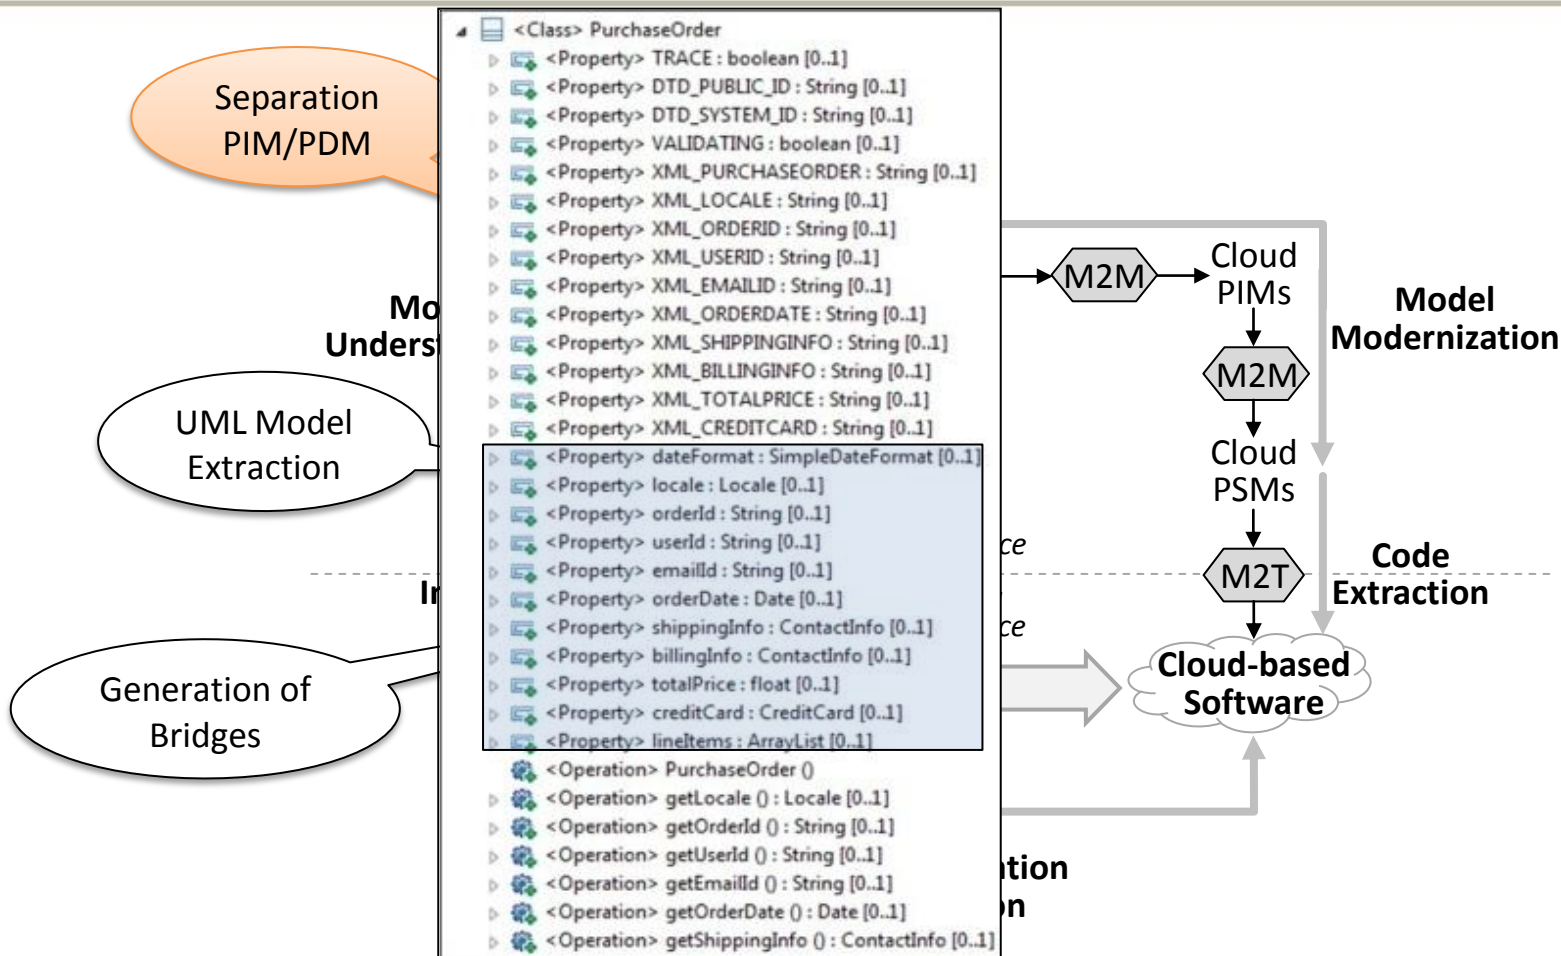 <Class> PurchaseOrder
<Property> TRACE : boolean [0..1]
<Property> DTD_PUBLIC_ID : String [0..1]
<Property> DTD_SYSTEM_ID : String [0..1]
<Property> VALIDATING : boolean [0..1]
<Property> XML_PURCHASEORDER : String [0..1]
<Property> XML_LOCALE : String [0..1]
<Property> XML_ORDERID : String [0..1]
<Property> XML_USERID : String [0..1]
<Property> XML_EMAILID : String [0..1]
<Property> XML_ORDERDATE : String [0..1]
<Property> XML_SHIPPINGINFO : String [0..1]
<Property> XML_BILLINGINFO : String [0..1]
<Property> XML_TOTALPRICE : String [0..1]
<Property> XML_CREDITCARD : String [0..1]
<Property> dateFormat : SimpleDateFormat [0..1]
<Property> locale : Locale [0..1]
<Property> orderId : String [0..1]
<Property> userId : String [0..1]
<Property> emailId : String [0..1]
<Property> orderDate : Date [0..1]
<Property> shippingInfo : ContactInfo [0..1]
<Property> billingInfo : ContactInfo [0..1]
<Property> totalPrice : float [0..1]
<Property> creditCard : CreditCard [0..1]
<Property> lineItems : ArrayList [0..1]
<Operation> PurchaseOrder ()
<Operation> getLocale () : Locale [0..1]
<Operation> getOrderId () : String [0..1]
<Operation> getUserId () : String [0..1]
<Operation> getEmailId () : String [0..1]
<Operation> getOrderDate () : Date [0..1]
<Operation> getShippingInfo () : ContactInfo [0..1]
Separation
PIM/PDM
Mo
Unders
UML Model
Extraction
Generation of
Bridges
M2M
Cloud
PIMs
Model
Modernization
M2M
Cloud
PSMs
ce
M2T
Code
Extraction
ce
Cloud-based
Software
tion
on